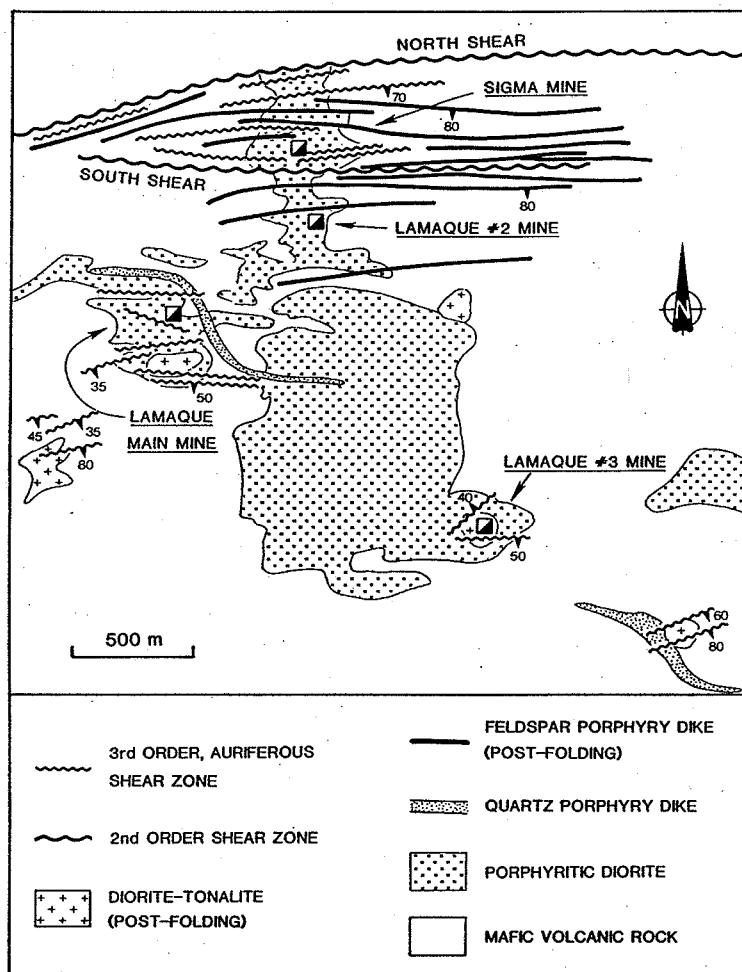 NORTH SHEAR
70
SIGMA MINE
80
SOUTH SHEAR
80
LAMAQUE #2 MINE
N
35
50
LAMAQUE
MAIN MINE
45
35
80
LAMAQUE #3 MINE
40
50
60
80
500 m
3rd ORDER, AURIFEROUS
SHEAR ZONE
2nd ORDER SHEAR ZONE
DIORITE-TONALITE
(POST-FOLDING)
FELDSPAR PORPHYRY DIKE
(POST-FOLDING)
QUARTZ PORPHYRY DIKE
PORPHYRITIC DIORITE
MAFIC VOLCANIC ROCK